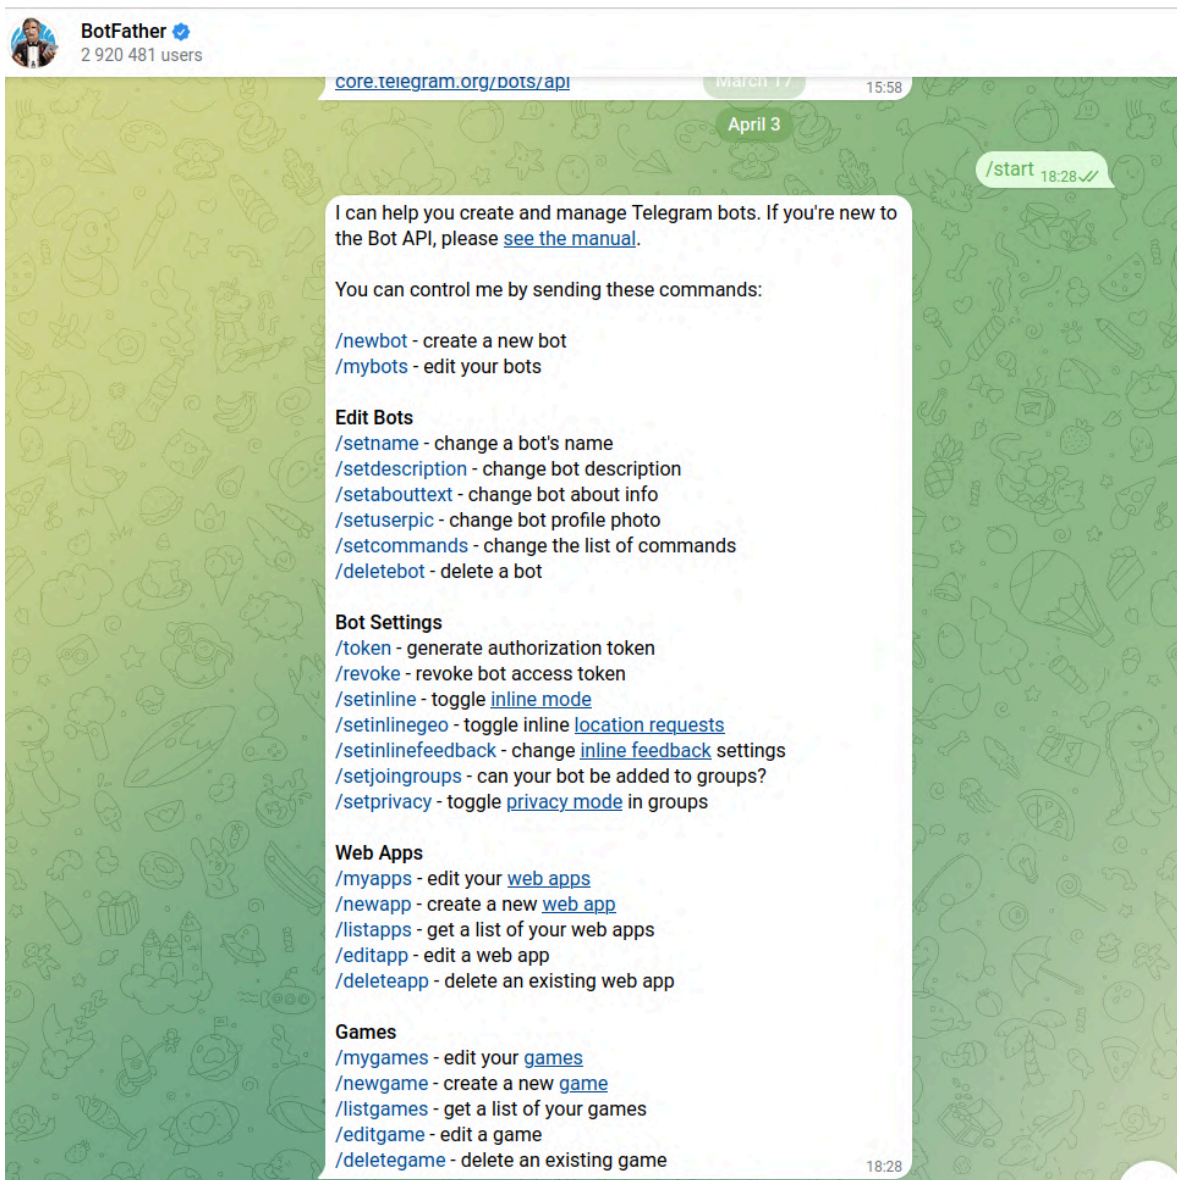 BotFather
2 920 481 users
core.telegram.org/bots/api
March 17
15:58
April 3
/start 18:28
I can help you create and manage Telegram bots. If you're new to
the Bot API, please see the manual.
You can control me by sending these commands:
/newbot - create a new bot
/mybots - edit your bots
Edit Bots
/setname - change a bot's name
/setdescription - change bot description
/setabouttext - change bot about info
/setuserpic - change bot profile photo
/setcommands - change the list of commands
/deletebot - delete a bot
Bot Settings
/token - generate authorization token
/revoke - revoke bot access token
/setinline - toggle inline mode
/setinlinegeo - toggle inline location requests
/setinlinefeedback - change inline feedback settings
/setjoingroups - can your bot be added to groups?
/setprivacy - toggle privacy mode in groups
Web Apps
/myapps - edit your web apps
/newapp - create a new web app
/listapps - get a list of your web apps
/editapp - edit a web app
/deleteapp - delete an existing web app
Games
/mygames - edit your games
/newgame - create a new game
/listgames - get a list of your games
/editgame - edit a game
/deletegame - delete an existing game
18:28